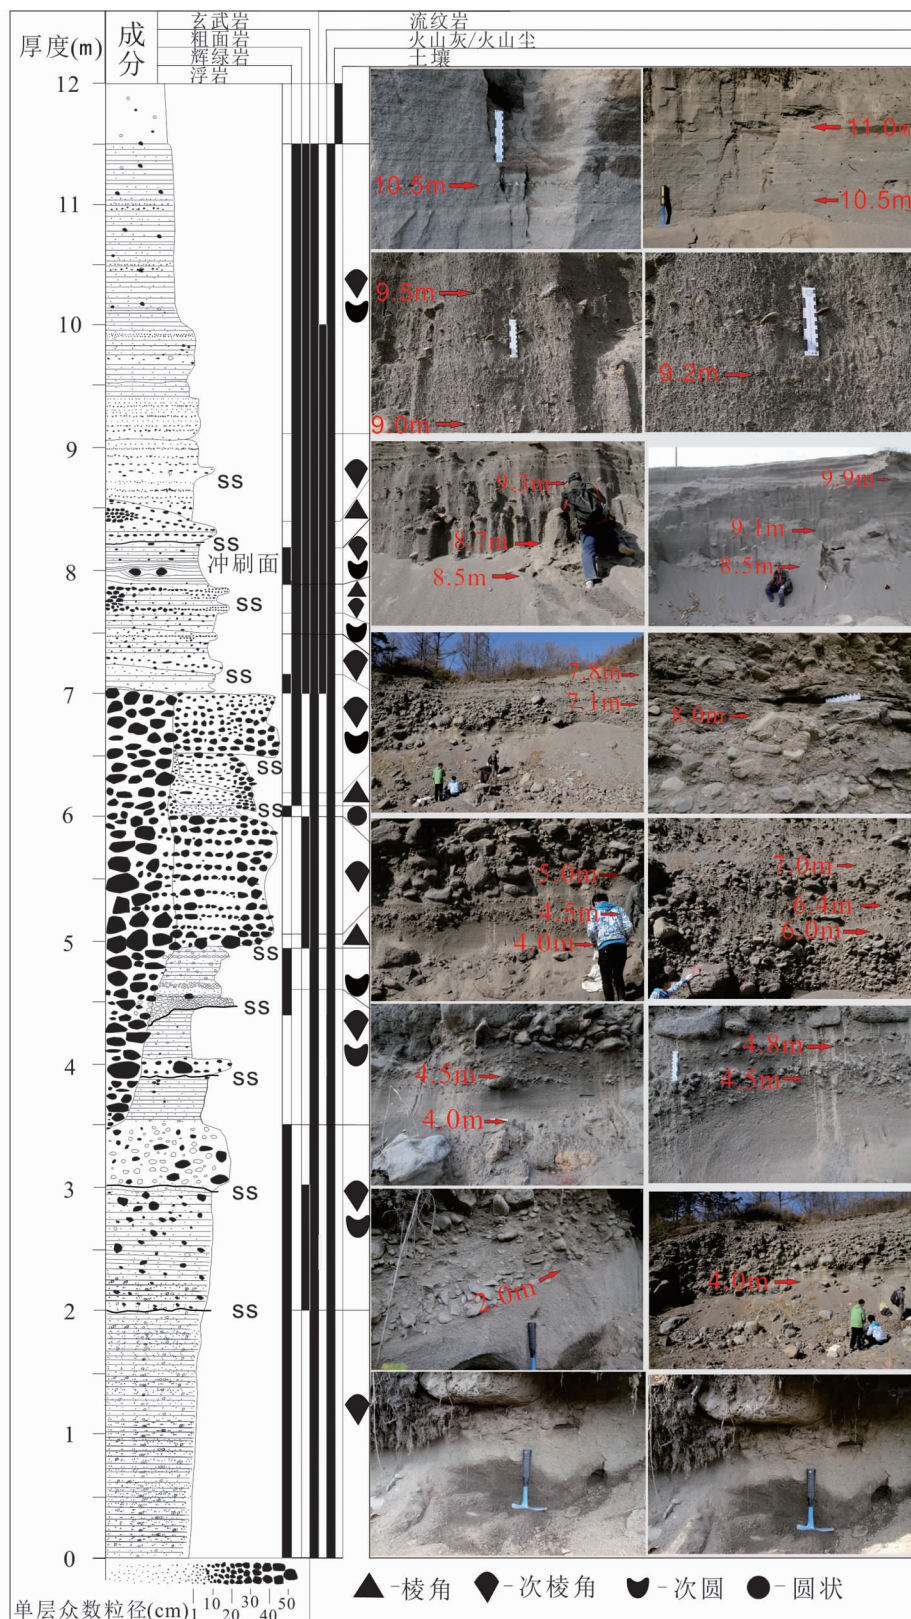 厚度(m)
成分
玄武岩
粗面岩
辉绿岩
浮岩
流纹岩
火山灰/火山尘
土壤
12
11
10
9
8
7
6
5
4
3
2
1
0
SS
SS
冲刷面
SS
SS
SS
SS
SS
SS
SS
SS
SS
10.5m
11.0m
10.5m
9.5m
9.0m
9.2m
9.3m
8.7m
8.5m
9.9m
9.1m
8.5m
7.8m
7.1m
8.0m
5.0m
4.5m
4.0m
7.0m
6.4m
6.0m
4.5m
4.0m
4.8m
4.5m
2.0m
4.0m
单层众数粒径(cm)
1 10 20 30 40 50
-棱角
-次棱角
-次圆
-圆状